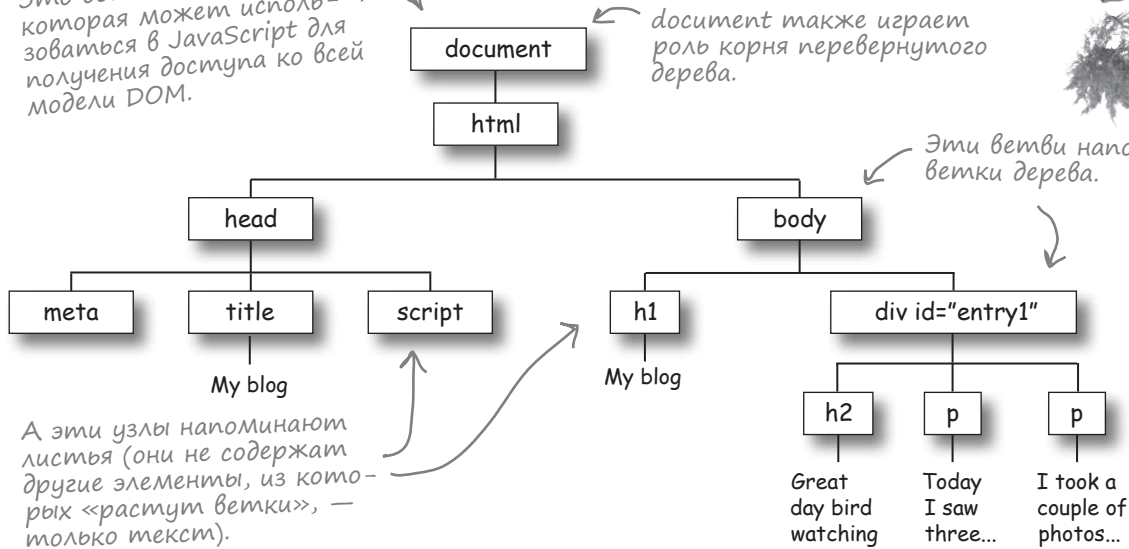 которая может исполь-
зоваться в JavaScript для
получения доступа ко всей
модели DOM.
document также играет
роль корня перевернутого
дерева.
document
html
Эти ветви
ветки дерева.
head
body
meta
title
script
h1
div id=”entry1”
My blog
My blog
h2
p
p
А эти узлы напоминают
листья (они не содержат
другие элементы, из кото-
рых «растут ветки», —
только текст).
Great
day bird
watching
Today
I saw
three...
I took a
couple of
photos...